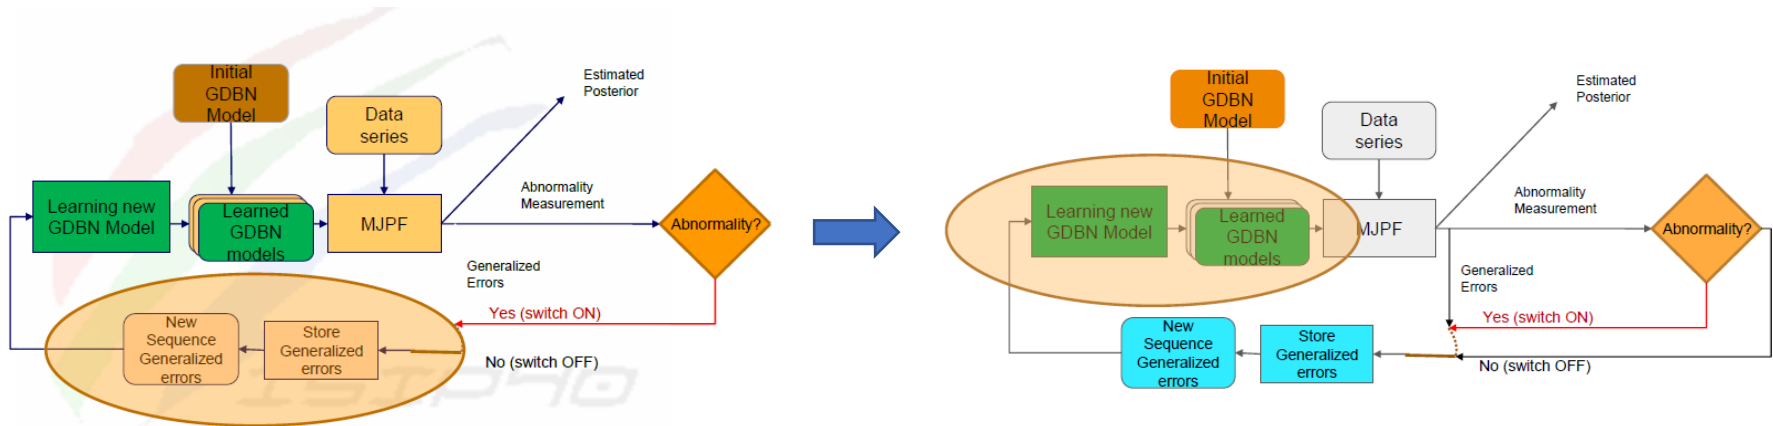 Initial
GDBN
Model
Data
series
Estimated
Posterior
Learning new
GDBN Model
Learned
GDBN
models
MJPF
Abnormality
Measurement
Abnormality?
Generalized
Errors
Yes (switch ON)
No (switch OFF)
New
Sequence
Generalized
errors
Store
Generalized
errors
ISIP40
Initial
GDBN
Model
Data
series
Estimated
Posterior
Learning new
GDBN Model
Learned
GDBN
models
MJPF
Abnormality
Measurement
Abnormality?
Generalized
Errors
Yes (switch ON)
No (switch OFF)
New
Sequence
Generalized
errors
Store
Generalized
errors